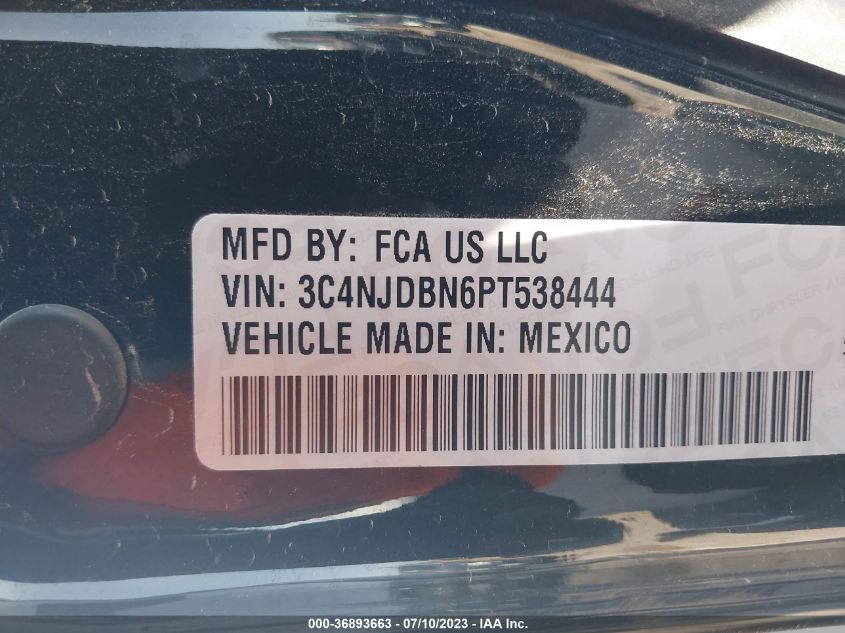 MFD BY: FCA US LLC
VIN: 3C4NJDBN6PT538444
VEHICLE MADE IN: MEXICO
000-36893663 - 07/10/2023 - © IAA Inc.